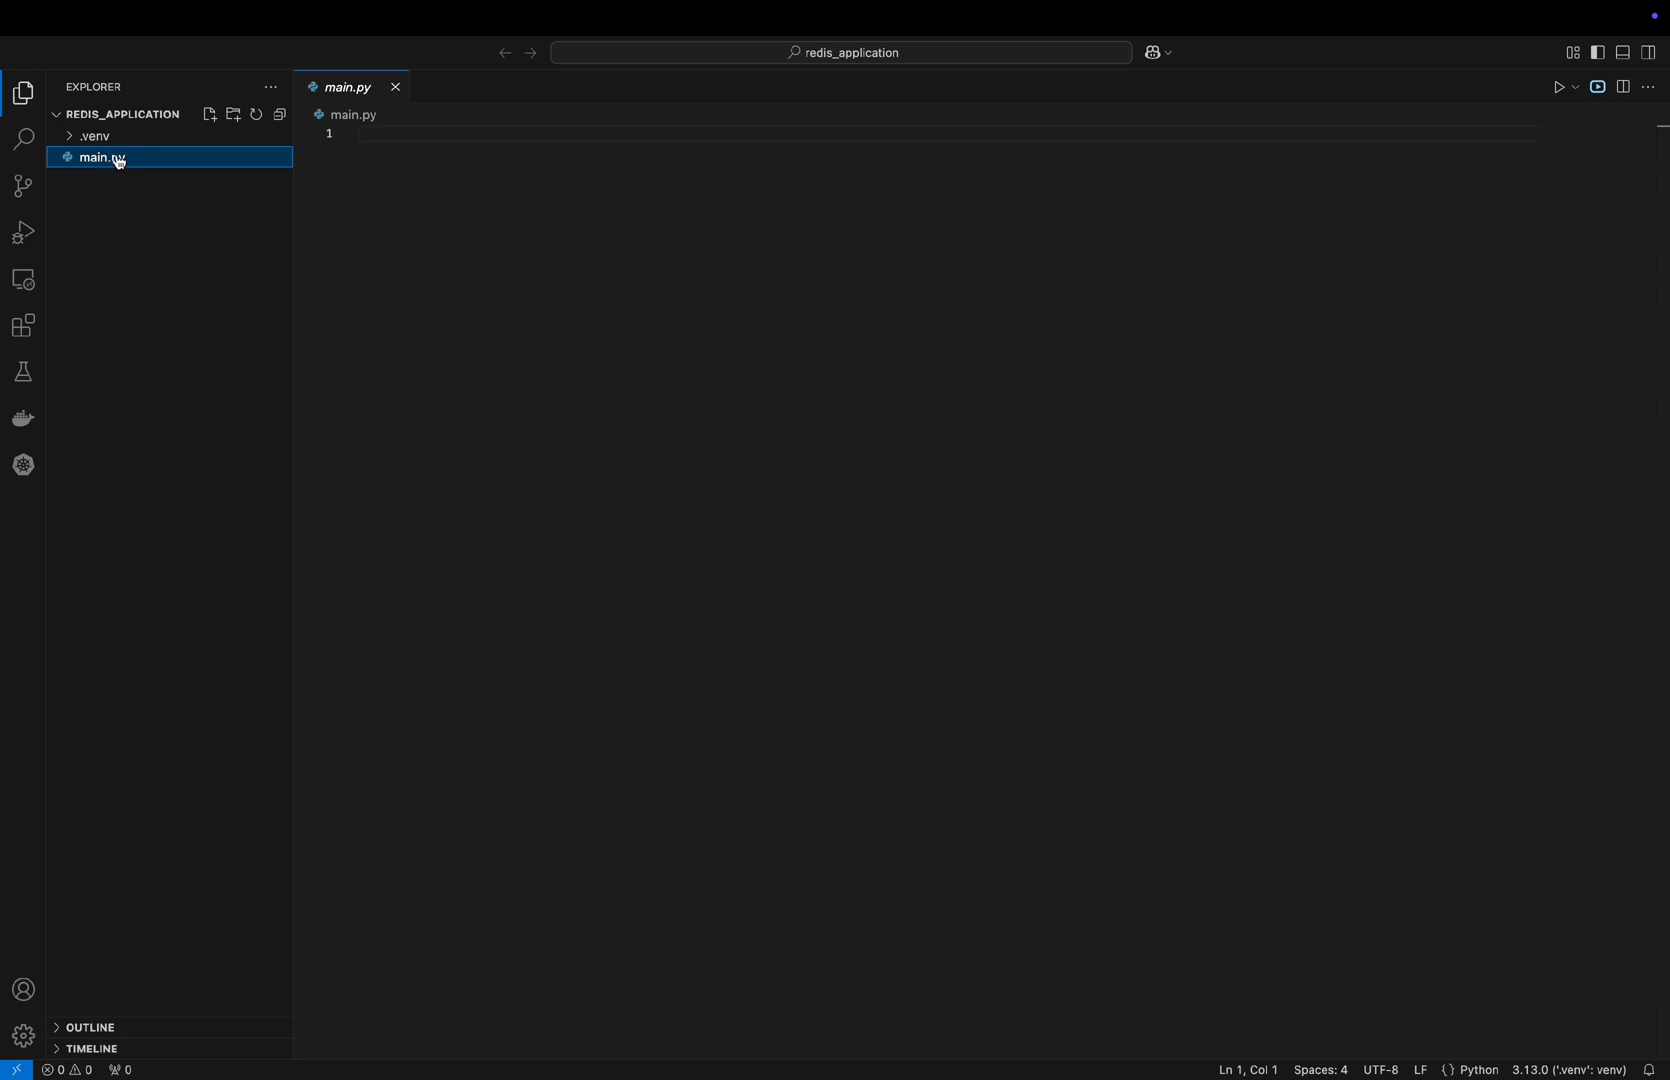 redis_application
EXPLORER
main.py
REDIS_APPLICATION
main.py
.venv
1
main.py
OUTLINE
TIMELINE
0 0 0
Ln 1, Col 1 Spaces: 4 UTF-8 LF {} Python 3.13.0 ('.venv': venv)